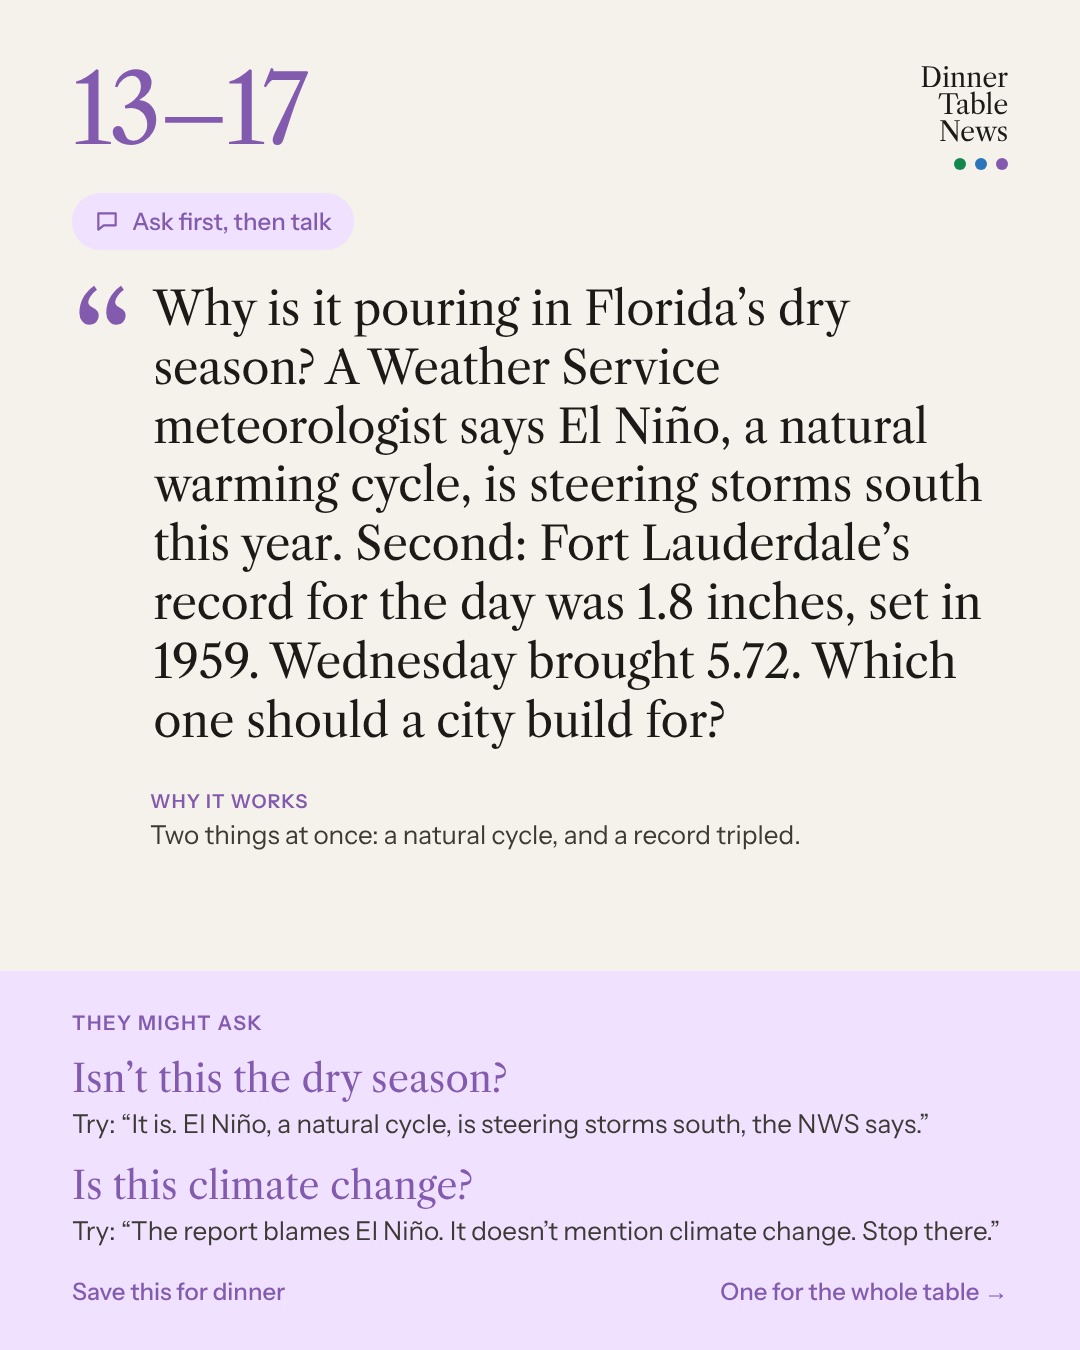 13–17
Dinner
Table
News
Ask first, then talk
“Why is it pouring in Florida’s dry
season? A Weather Service
meteorologist says El Niño, a natural
warming cycle, is steering storms south
this year. Second: Fort Lauderdale’s
record for the day was 1.8 inches, set in
1959. Wednesday brought 5.72. Which
one should a city build for?
WHY IT WORKS
Two things at once: a natural cycle, and a record tripled.
THEY MIGHT ASK
Isn’t this the dry season?
Try: “It is. El Niño, a natural cycle, is steering storms south, the NWS says.”
Is this climate change?
Try: “The report blames El Niño. It doesn’t mention climate change. Stop there.”
Save this for dinner
One for the whole table →